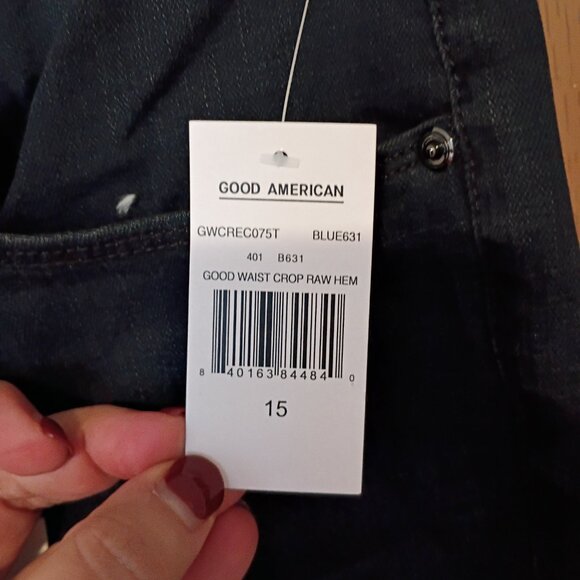 GOOD AMERICAN
GWCREC075T BLUE631
401 B631
GOOD WAIST CROP RAW HEM
8 40163 84484 0
15